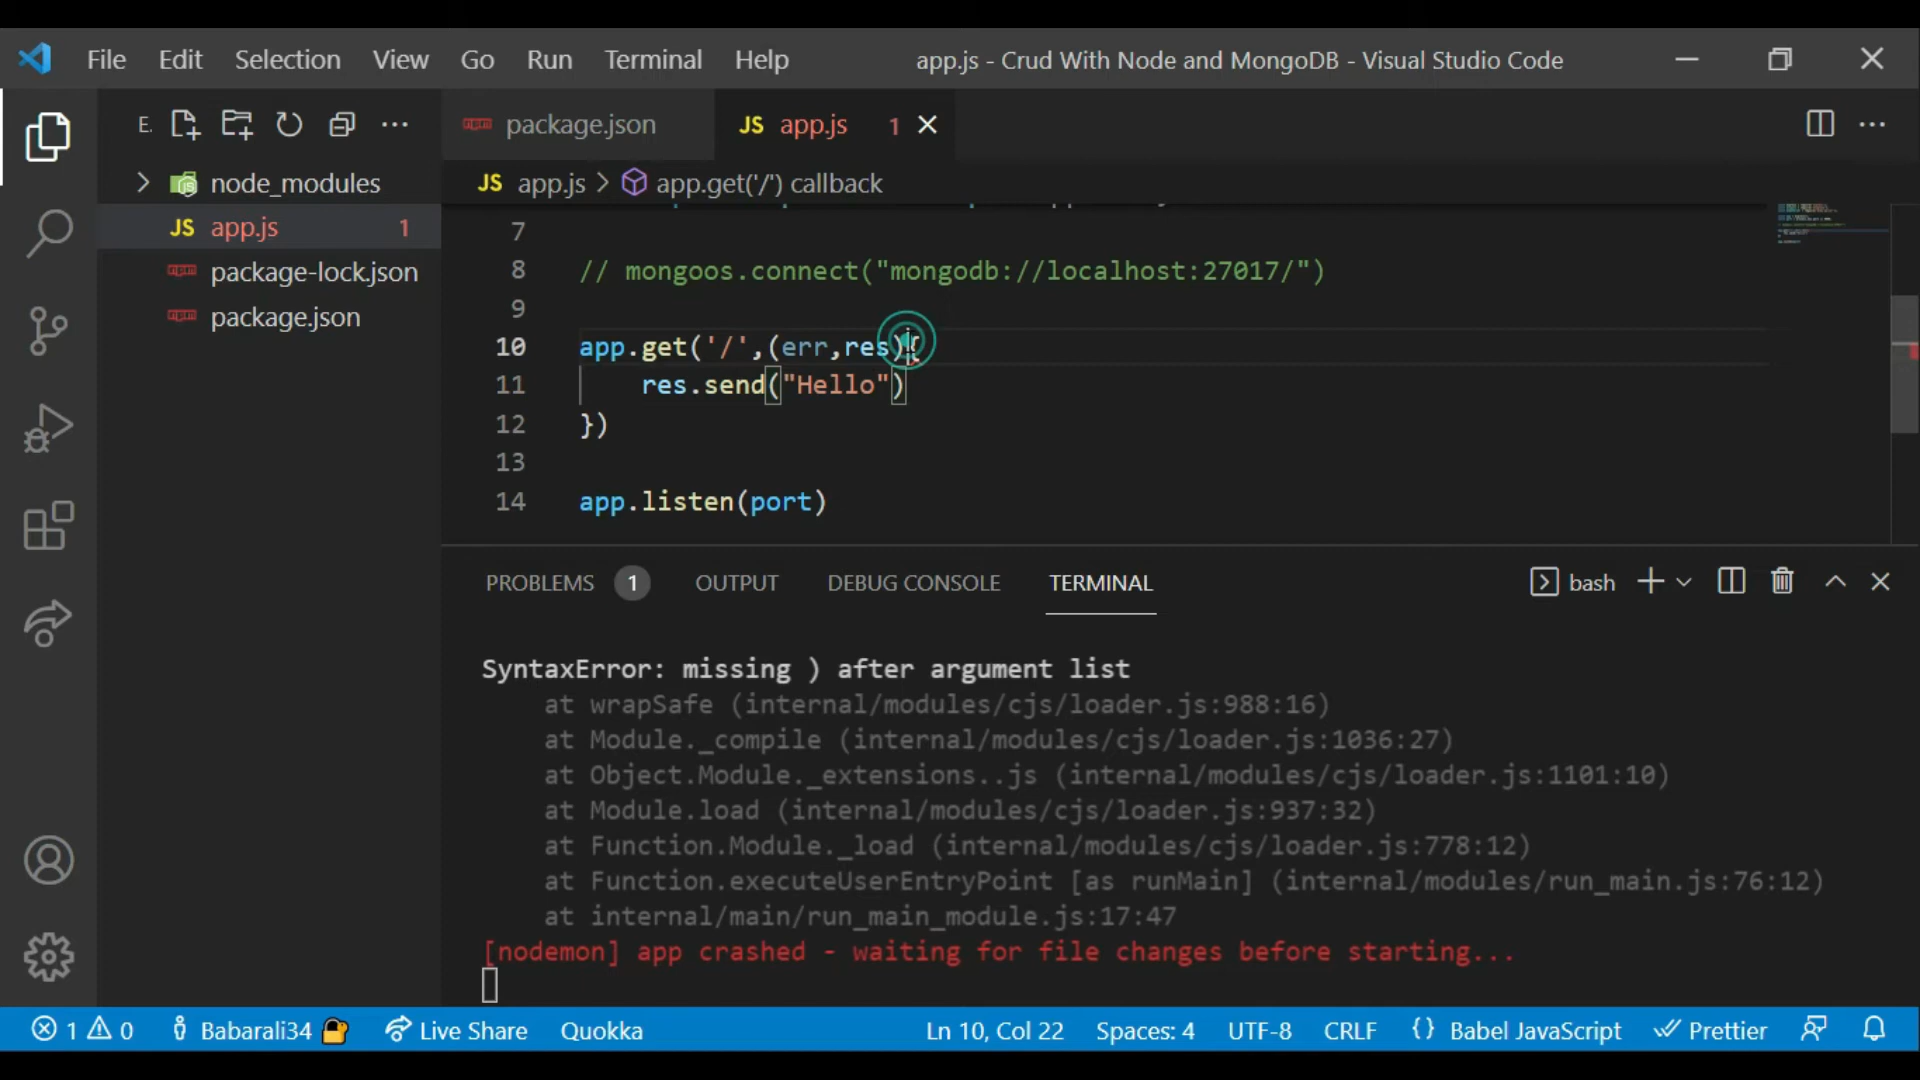 File Edit Selection View Go Run Terminal Help app.js - Crud With Node and MongoDB - Visual Studio Code
E. package.json JS app.js 1
node_modules
JS app.js 1
package-lock.json
package.json
JS app.js > app.get('/') callback
7
8 // mongoos.connect("mongodb://localhost:27017/")
9
10 app.get('/',(err,res){
11 res.send("Hello")
12 })
13
14 app.listen(port)
PROBLEMS 1 OUTPUT DEBUG CONSOLE TERMINAL bash
SyntaxError: missing ) after argument list
at wrapSafe (internal/modules/cjs/loader.js:988:16)
at Module._compile (internal/modules/cjs/loader.js:1036:27)
at Object.Module._extensions..js (internal/modules/cjs/loader.js:1101:10)
at Module.load (internal/modules/cjs/loader.js:937:32)
at Function.Module._load (internal/modules/cjs/loader.js:778:12)
at Function.executeUserEntryPoint [as runMain] (internal/modules/run_main.js:76:12)
at internal/main/run_main_module.js:17:47
[nodemon] app crashed - waiting for file changes before starting...
1 0 Babarali34 Live Share Quokka Ln 10, Col 22 Spaces: 4 UTF-8 CRLF {} Babel JavaScript Prettier